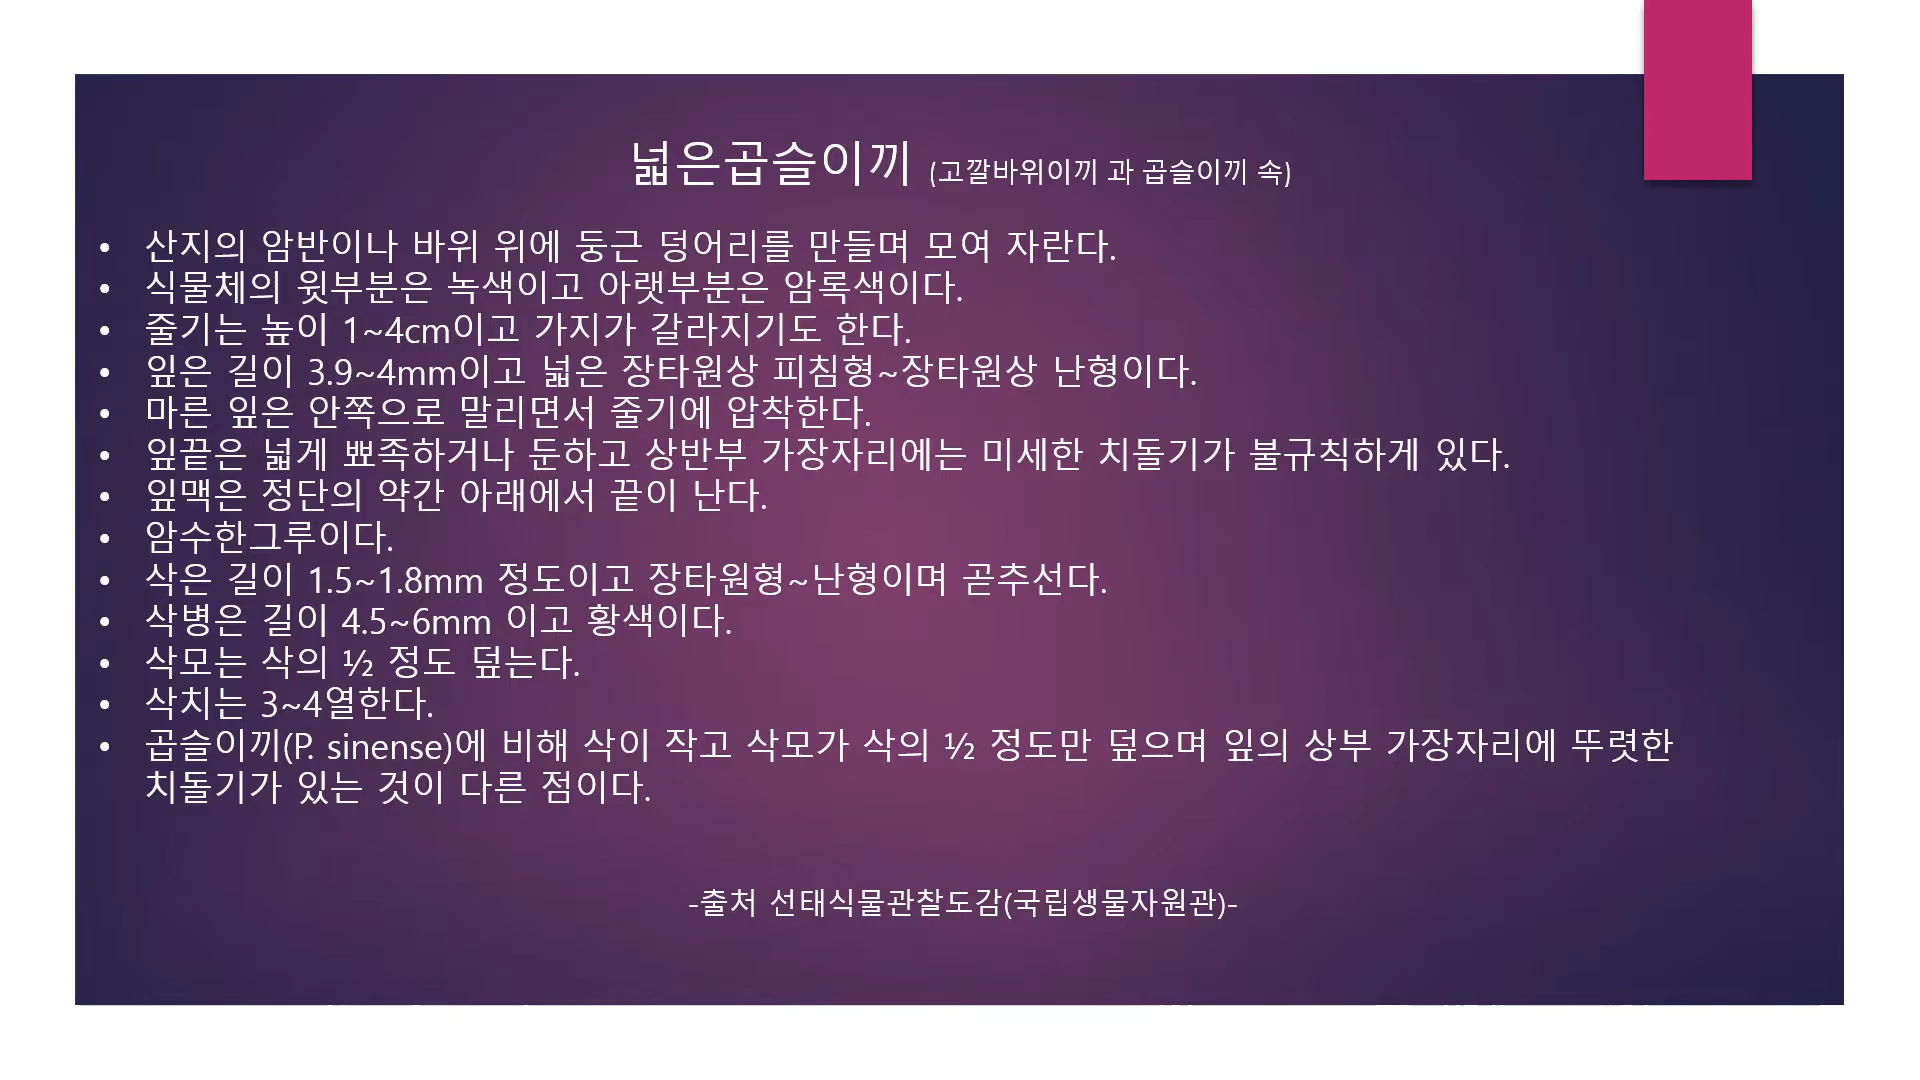 넓은곱슬이끼 (고깔바위이끼 과 곱슬이끼 속)
• 산지의 암반이나 바위 위에 둥근 덩어리를 만들며 모여 자란다.
• 식물체의 윗부분은 녹색이고 아랫부분은 암록색이다.
• 줄기는 높이 1~4cm이고 가지가 갈라지기도 한다.
• 잎은 길이 3.9~4mm이고 넓은 장타원상 피침형~장타원상 난형이다.
• 마른 잎은 안쪽으로 말리면서 줄기에 압착한다.
• 잎끝은 넓게 뾰족하거나 둔하고 상반부 가장자리에는 미세한 치돌기가 불규칙하게 있다.
• 잎맥은 정단의 약간 아래에서 끝이 난다.
• 암수한그루이다.
• 삭은 길이 1.5~1.8mm 정도이고 장타원형~난형이며 곧추선다.
• 삭병은 길이 4.5~6mm 이고 황색이다.
• 삭모는 삭의 ½ 정도 덮는다.
• 삭치는 3~4열한다.
• 곱슬이끼(P. sinense)에 비해 삭이 작고 삭모가 삭의 ½ 정도만 덮으며 잎의 상부 가장자리에 뚜렷한
치돌기가 있는 것이 다른 점이다.
-출처 선태식물관찰도감(국립생물자원관)-